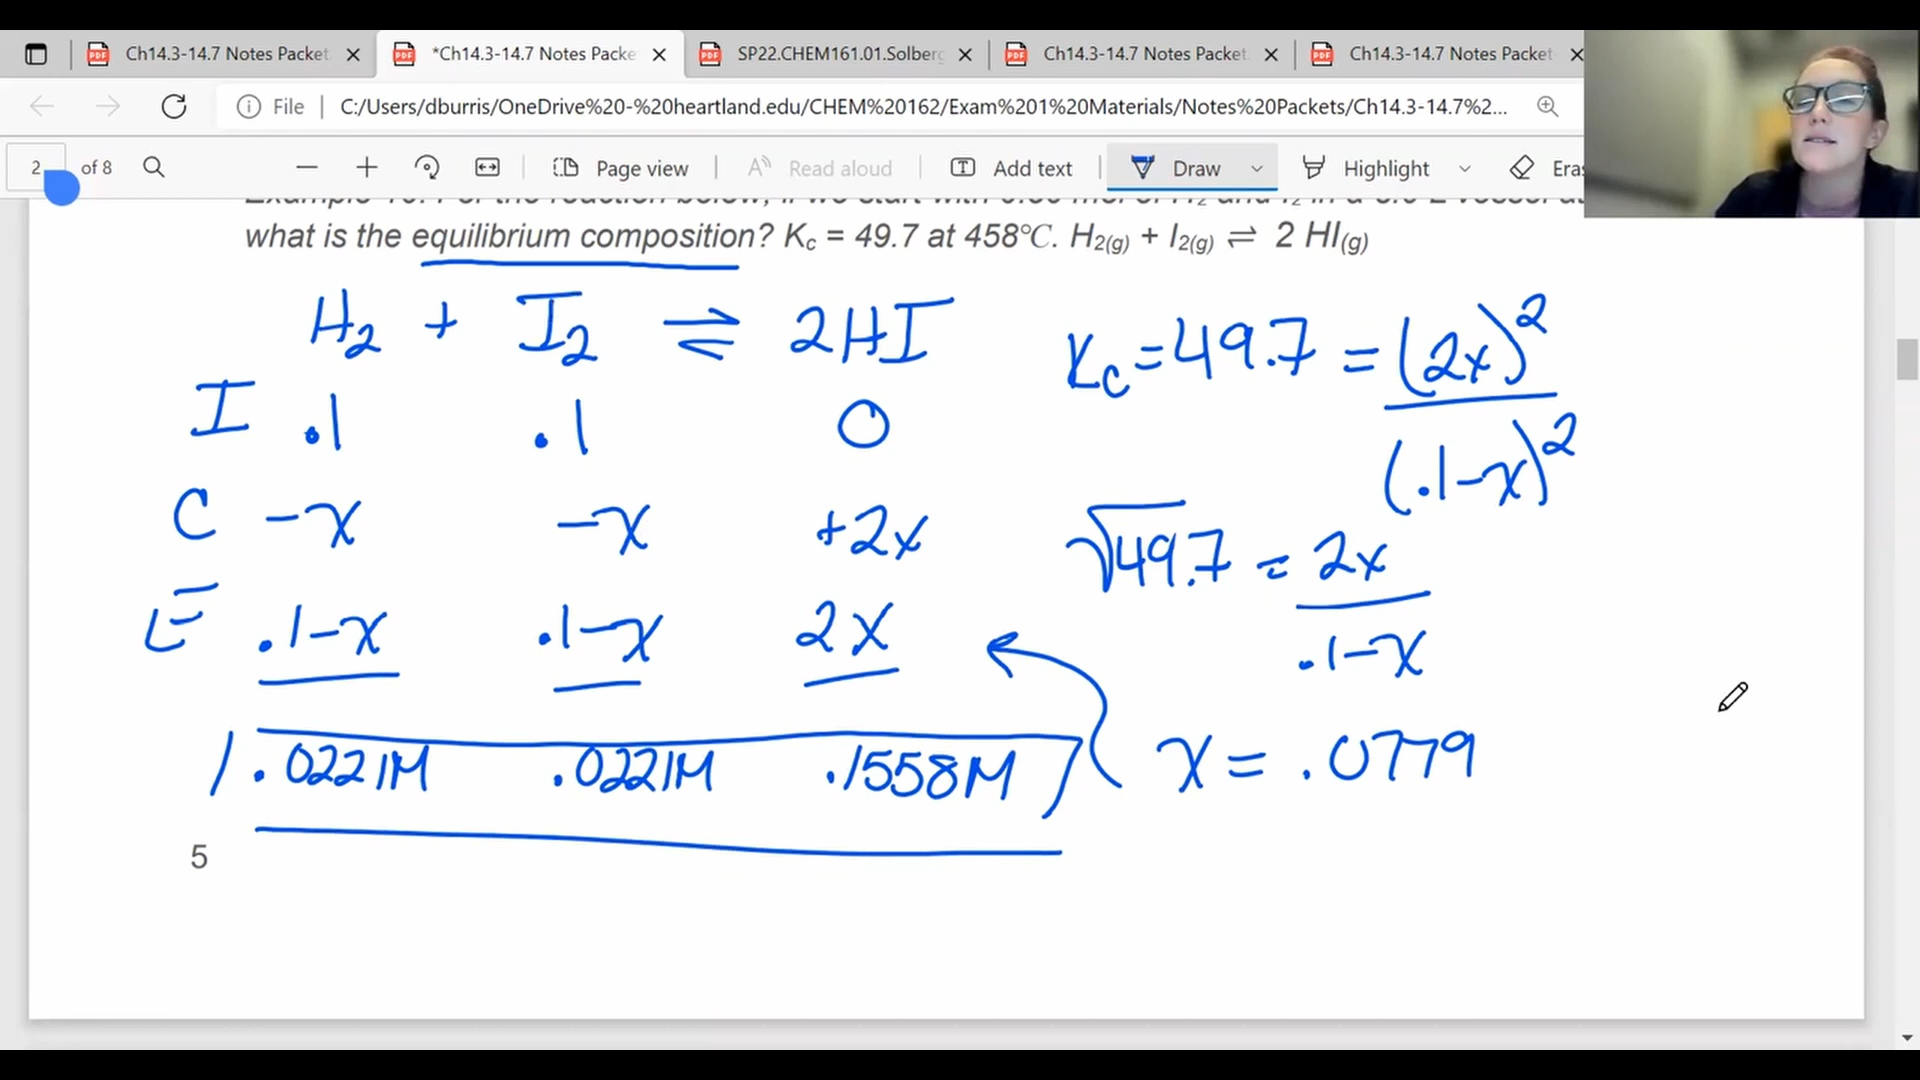 Ch14.3-14.7 Notes Packet
*Ch14.3-14.7 Notes Packe
SP22.CHEM161.01.Solberg
Ch14.3-14.7 Notes Packet
Ch14.3-14.7 Notes Packet
File
C:/Users/dburris/OneDrive%20-%20heartland.edu/CHEM%20162/Exam%201%20Materials/Notes%20Packets/Ch14.3-14.7%2...
2 of 8
Page view
Read aloud
Add text
Draw
Highlight
Eras
what is the equilibrium composition? Kc = 49.7 at 458°C. H2(g) + I2(g) ⇌ 2 HI(g)
H2 + I2 ⇌ 2HI
I .1 .1 0
C -x -x +2x
E .1-x .1-x 2x
.0221M .0221M .1558M
Kc = 49.7 = (2x)²
(.1-x)²
√49.7 = 2x
.1-x
x = .0779
5